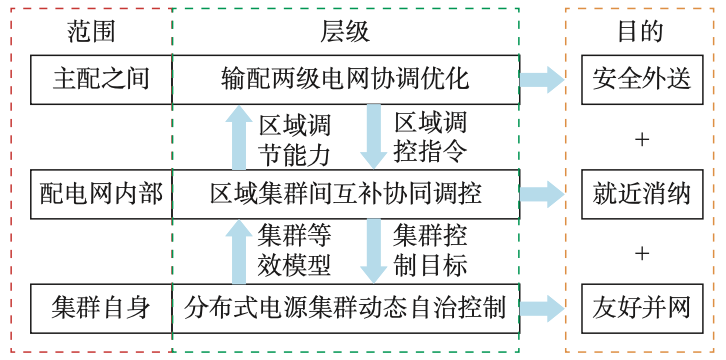 范围
层级
目的
主配之间
输配两级电网协调优化
安全外送
区域调
节能力
区域调
控指令
+
配电网内部
区域集群间互补协同调控
就近消纳
集群等
效模型
集群控
制目标
+
集群自身
分布式电源集群动态自治控制
友好并网